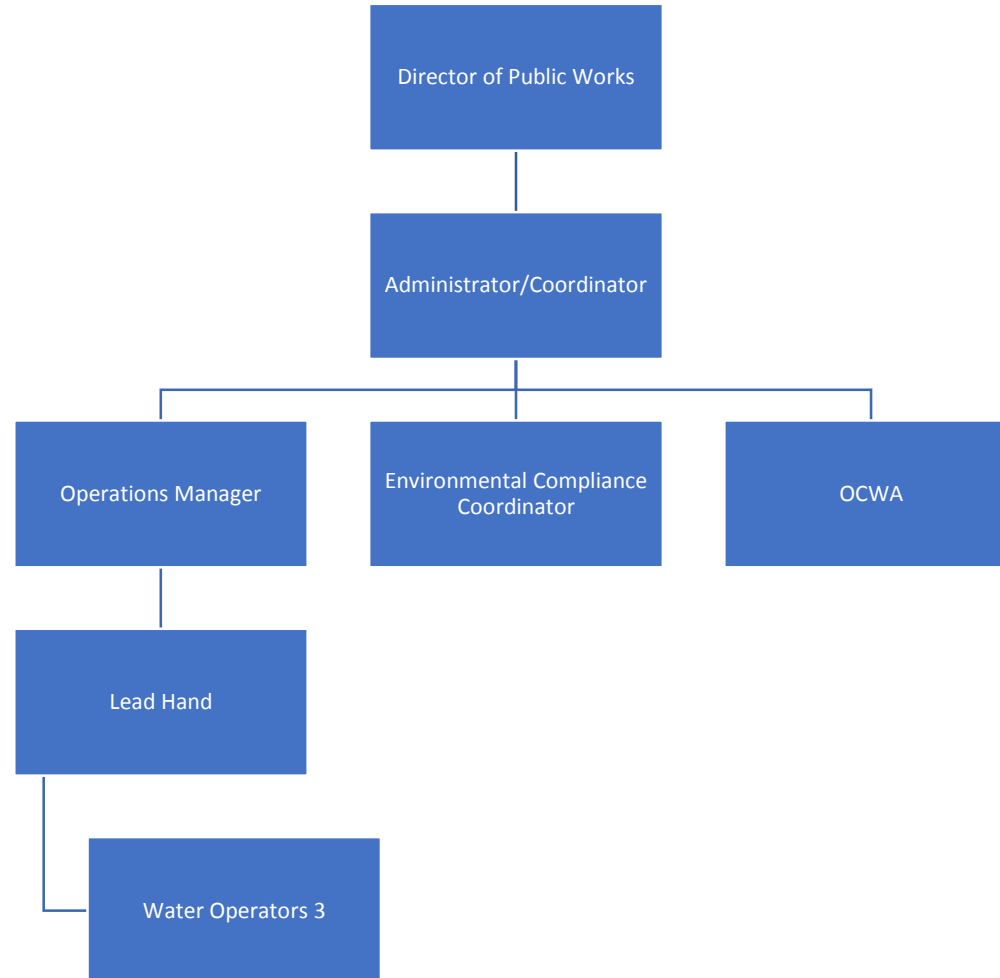 Director of Public Works
Administrator/Coordinator
Operations Manager
Environmental Compliance
Coordinator
OCWA
Lead Hand
Water Operators 3